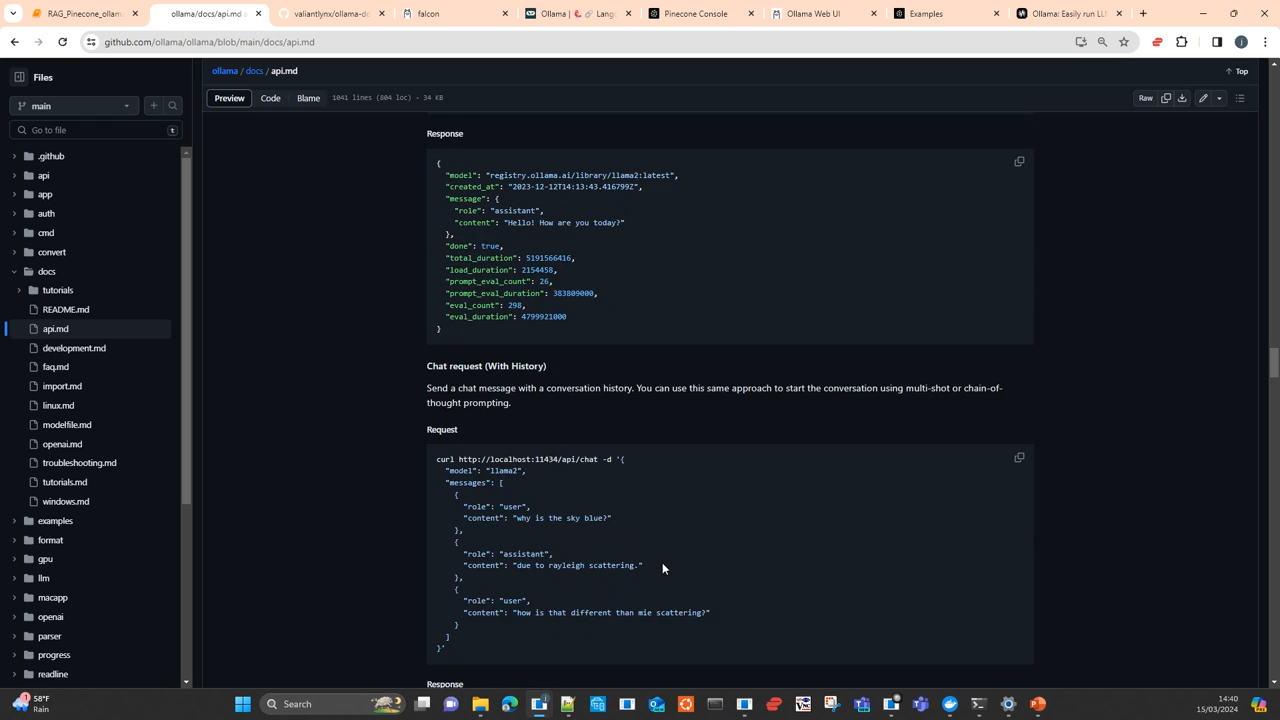 RAG_Pinecone_ollam
ollama/docs/api.md a
valiantlynx/ollama-do
falcon
Ollama | 🦜️🔗 Lang
Pinecone Console
Ollama Web UI
Examples
Ollama: Easily run LL
github.com/ollama/ollama/blob/main/docs/api.md
Files
main
Go to file
t
.github
api
app
auth
cmd
convert
docs
tutorials
README.md
api.md
development.md
faq.md
import.md
linux.md
modelfile.md
openai.md
troubleshooting.md
tutorials.md
windows.md
examples
format
gpu
llm
macapp
openai
parser
progress
readline
ollama / docs / api.md
Top
Preview
Code
Blame
1041 lines (804 loc) · 34 KB
Raw
Response
{
"model": "registry.ollama.ai/library/llama2:latest",
"created_at": "2023-12-12T14:13:43.416799Z",
"message": {
"role": "assistant",
"content": "Hello! How are you today?"
},
"done": true,
"total_duration": 5191566416,
"load_duration": 2154458,
"prompt_eval_count": 26,
"prompt_eval_duration": 383809000,
"eval_count": 298,
"eval_duration": 4799921000
}
Chat request (With History)
Send a chat message with a conversation history. You can use this same approach to start the conversation using multi-shot or chain-of-
thought prompting.
Request
curl http://localhost:11434/api/chat -d '{
"model": "llama2",
"messages": [
{
"role": "user",
"content": "why is the sky blue?"
},
{
"role": "assistant",
"content": "due to rayleigh scattering."
},
{
"role": "user",
"content": "how is that different than mie scattering?"
}
]
}'
Response
58°F
Rain
Search
14:40
15/03/2024